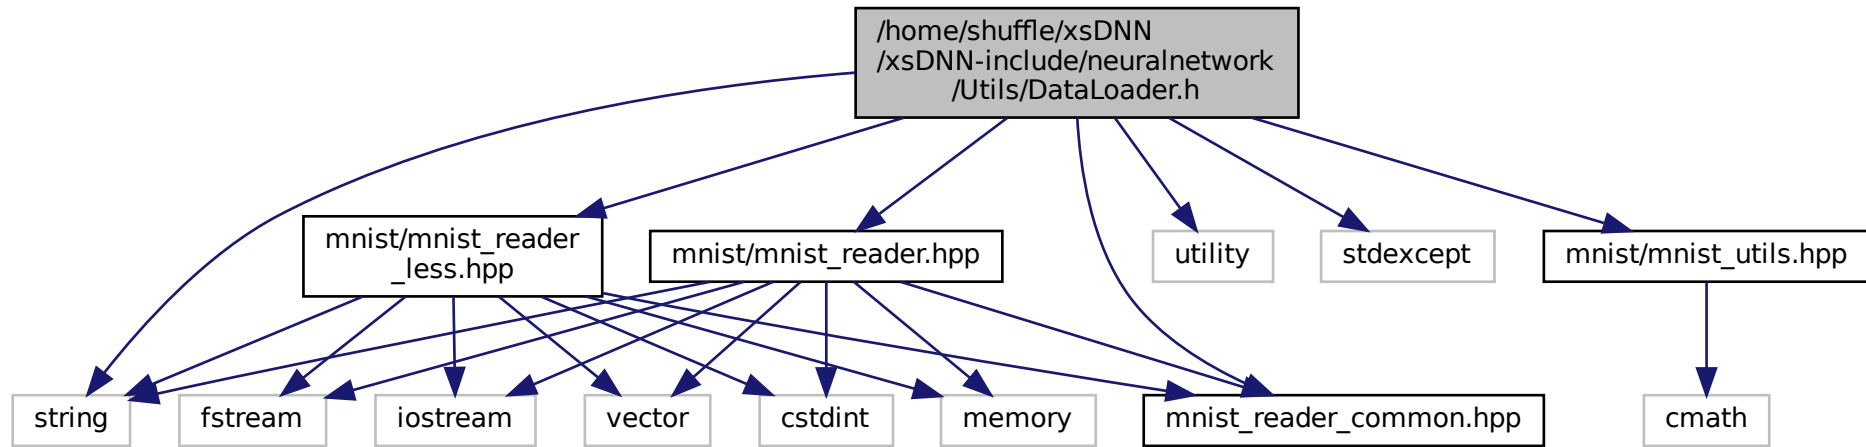 /home/shuffle/xsDNN
/xsDNN-include/neuralnetwork
/Utils/DataLoader.h
mnist/mnist_reader
_less.hpp
mnist/mnist_reader.hpp
utility
stdexcept
mnist/mnist_utils.hpp
string
fstream
iostream
vector
cstdint
memory
mnist_reader_common.hpp
cmath